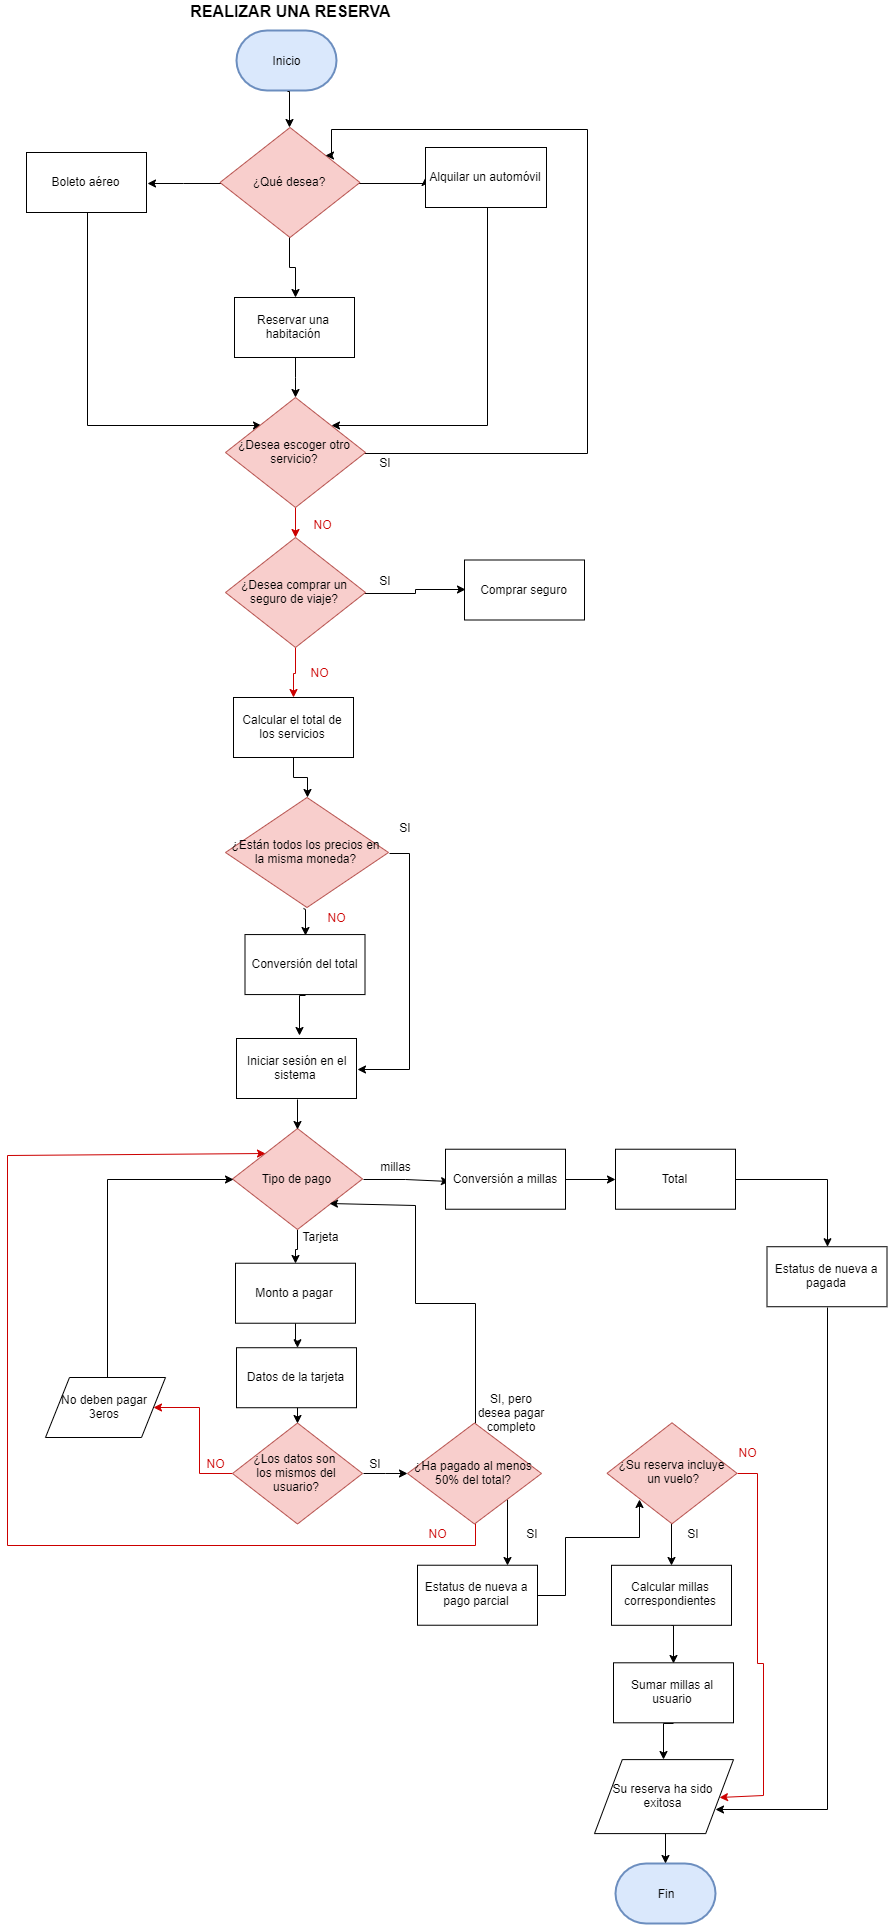 REALIZAR UNA RESERVA
Inicio
¿Qué desea?
Boleto aéreo
Alquilar un automóvil
Reservar una
habitación
¿Desea escoger otro
servicio?
SI
NO
¿Desea comprar un
seguro de viaje?
SI
Comprar seguro
NO
Calcular el total de
los servicios
SI
¿Están todos los precios en
la misma moneda?
NO
Conversión del total
Iniciar sesión en el
sistema
Tipo de pago
millas
Conversión a millas
Total
Tarjeta
Estatus de nueva a
pagada
Monto a pagar
Datos de la tarjeta
No deben pagar
3eros
SI, pero
desea pagar
completo
¿Los datos son
los mismos del
usuario?
NO
SI
¿Ha pagado al menos
50% del total?
¿Su reserva incluye
un vuelo?
NO
NO
SI
SI
Estatus de nueva a
pago parcial
Calcular millas
correspondientes
Sumar millas al
usuario
Su reserva ha sido
exitosa
Fin